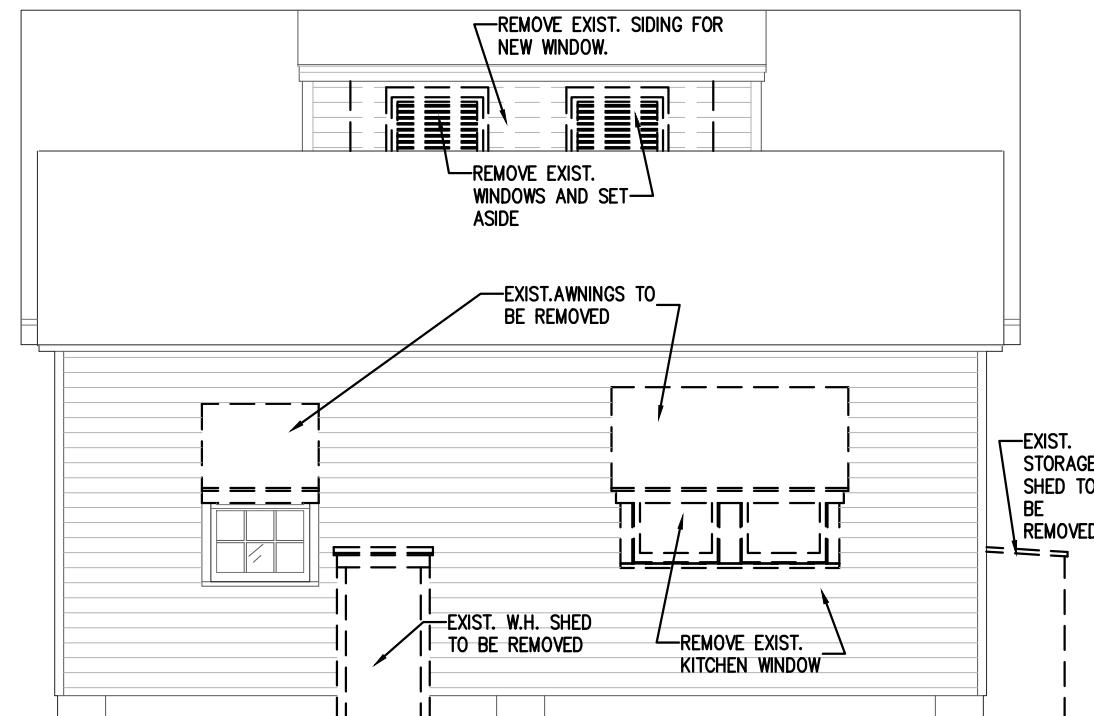 REMOVE EXIST. SIDING FOR
NEW WINDOW.
REMOVE EXIST.
WINDOWS AND SET
ASIDE
EXIST.AWNINGS TO
BE REMOVED
EXIST.
STORAGE
SHED TO
BE
REMOVED
EXIST. W.H. SHED
TO BE REMOVED
REMOVE EXIST.
KITCHEN WINDOW